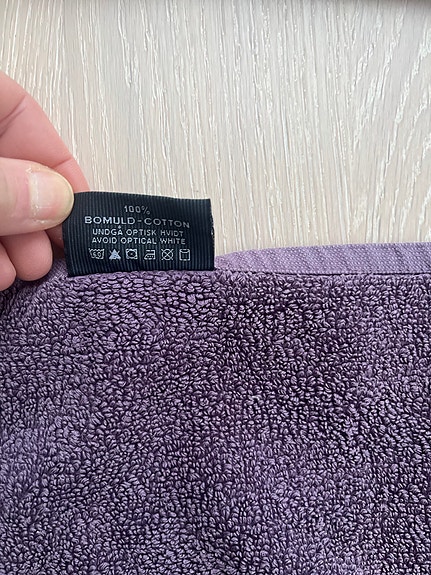 100%
BOMULD-COTTON
UNDGÅ OPTISK HVIDT
AVOID OPTICAL WHITE